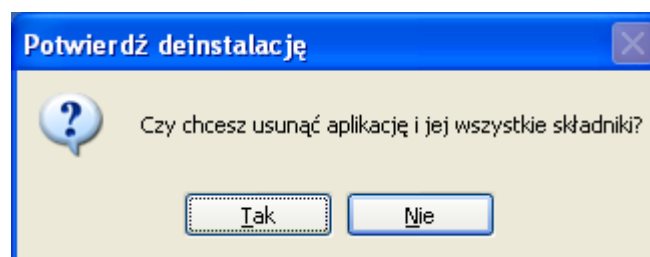 Potwierdź deinstalację
Czy chcesz usunąć aplikację i jej wszystkie składniki?
Tak
Nie